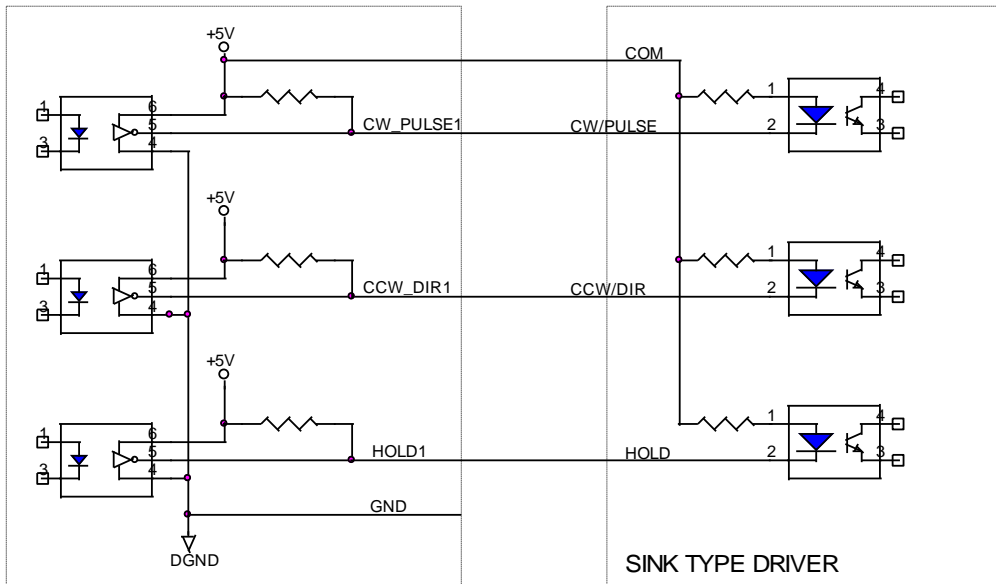 +5V
COM
1 6 1 4
5 CW_PULSE1 CW/PULSE 2
3 4 3
+5V
1 6 1 4
5 CCW_DIR1 CCW/DIR 2 3
3 4
+5V
1 6 1 4
5 HOLD1 HOLD 2 3
3 4
GND
DGND
SINK TYPE DRIVER